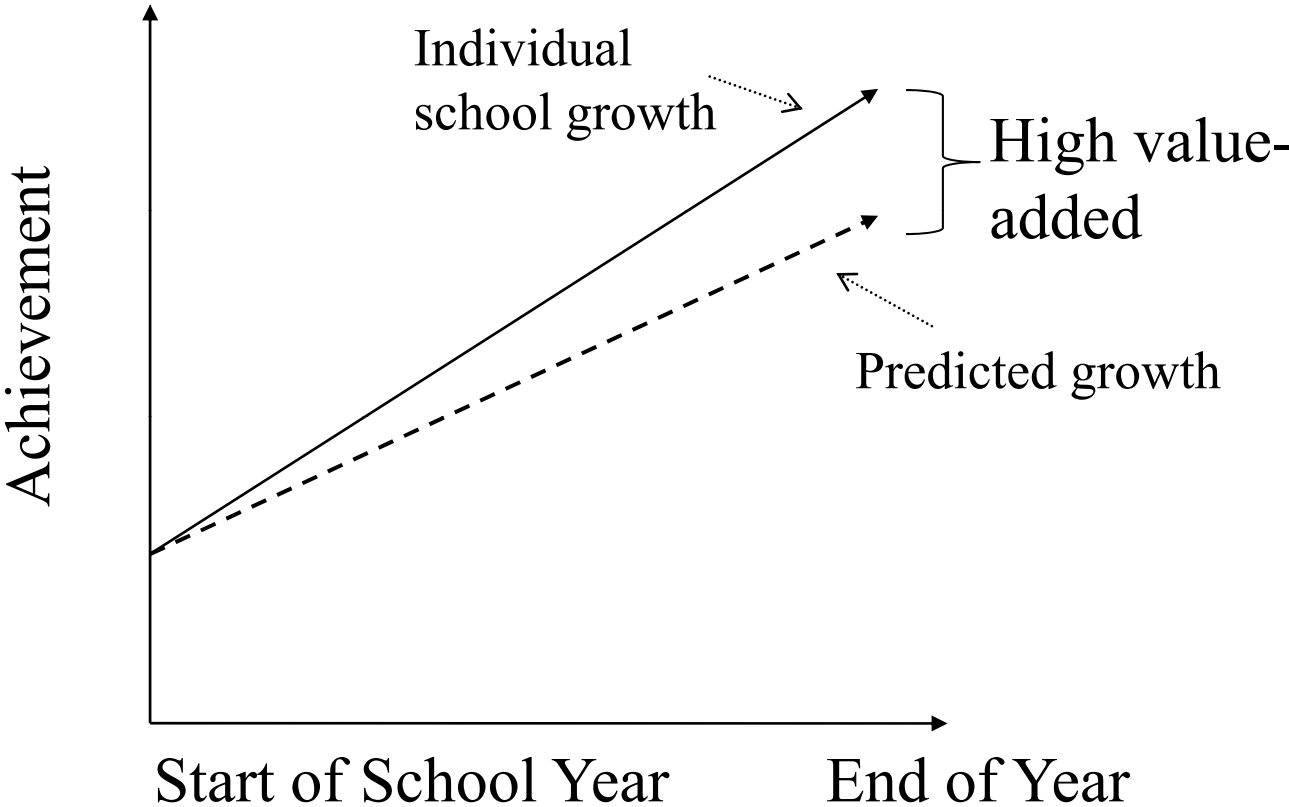 Individual
school growth
High value-
added
Predicted growth
Achievement
Start of School Year
End of Year